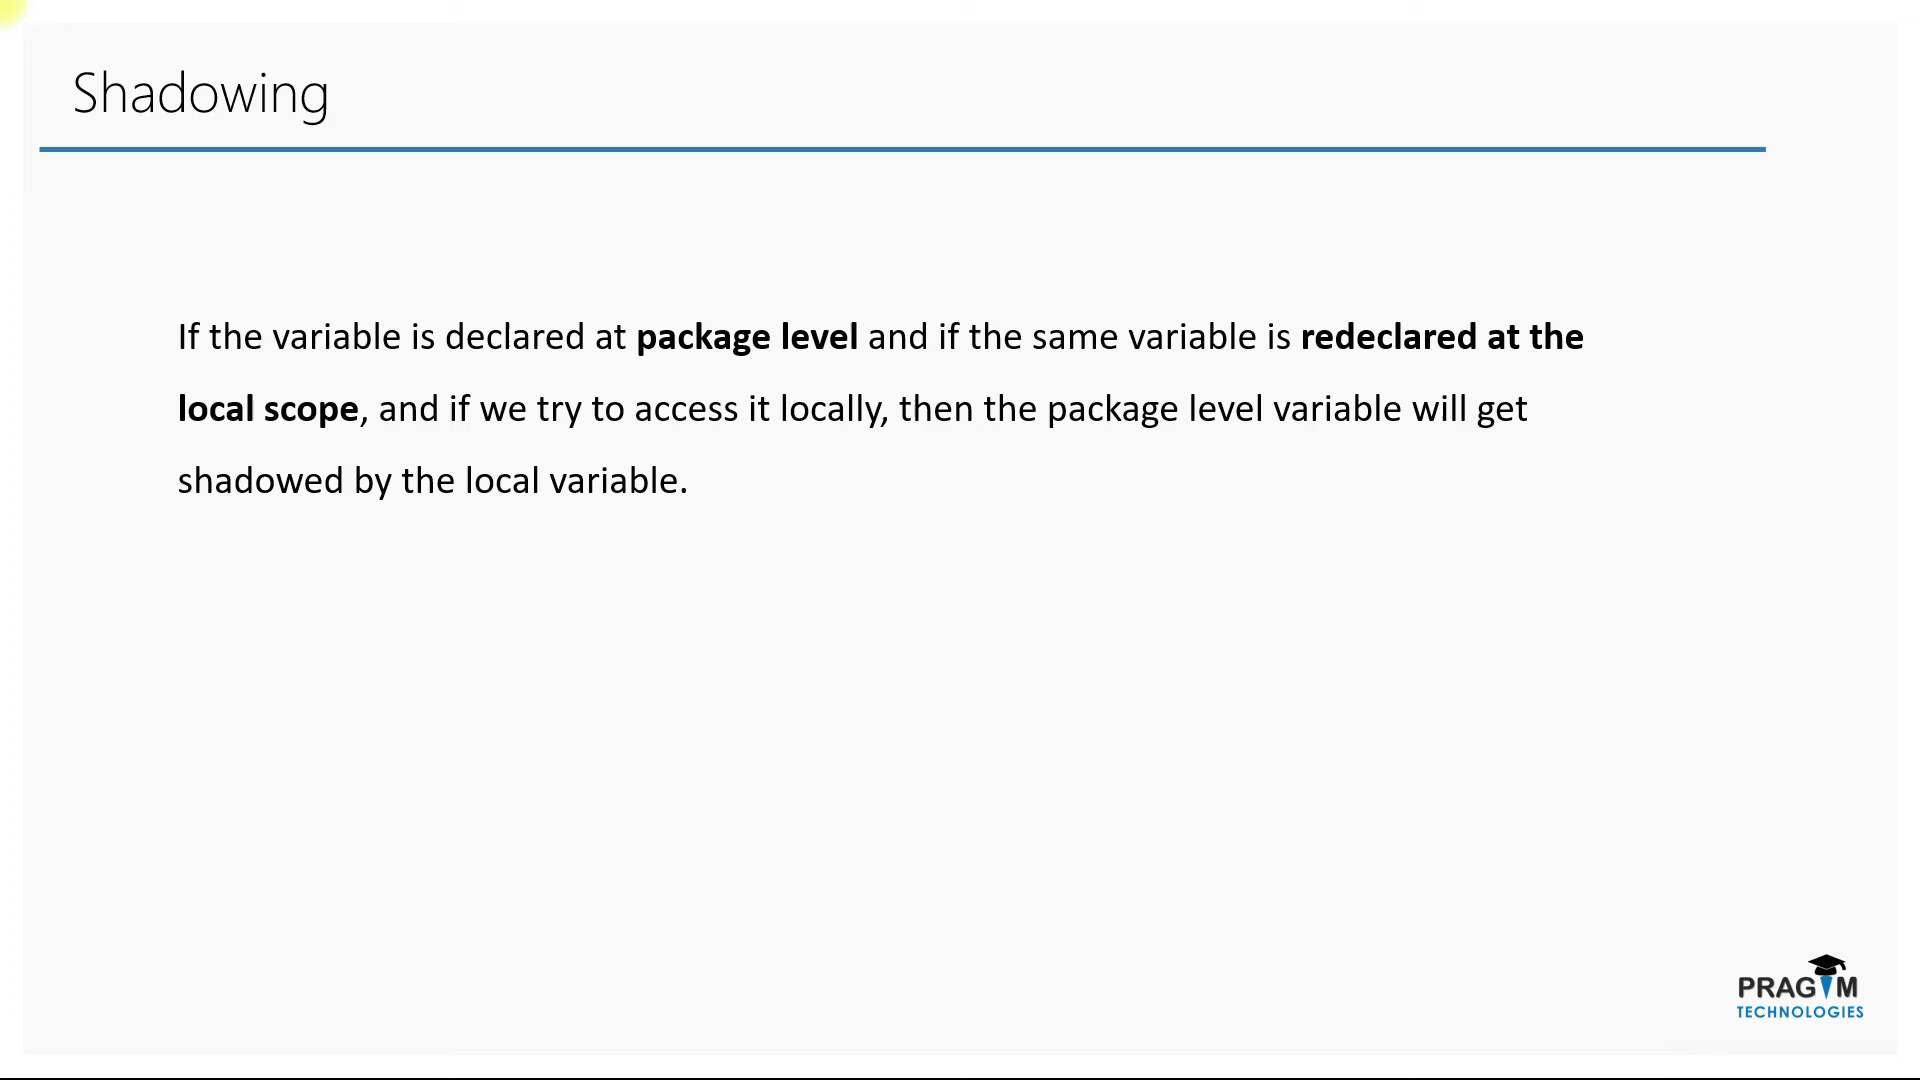 Shadowing
If the variable is declared at package level and if the same variable is redeclared at the
local scope, and if we try to access it locally, then the package level variable will get
shadowed by the local variable.
PRAGIM
TECHNOLOGIES